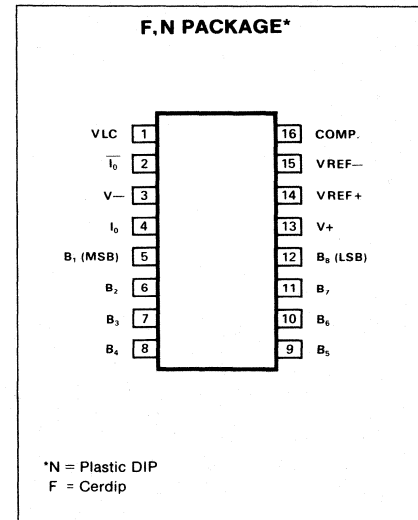 F,N PACKAGE*
VLC 1 16 COMP.
I̅₀ 2 15 VREF—
V— 3 14 VREF+
I₀ 4 13 V+
B₁ (MSB) 5 12 B₈ (LSB)
B₂ 6 11 B₇
B₃ 7 10 B₆
B₄ 8 9 B₅
*N = Plastic DIP
F = Cerdip